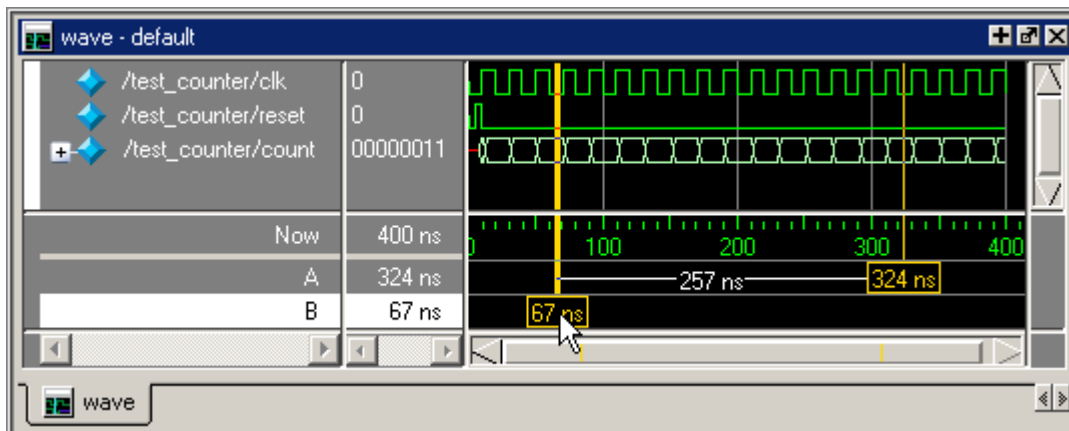 wave - default
/test_counter/clk 0
/test_counter/reset 0
/test_counter/count 00000011
Now 400 ns 0 100 200 300 400
A 324 ns 257 ns 324 ns
B 67 ns 67 ns
wave